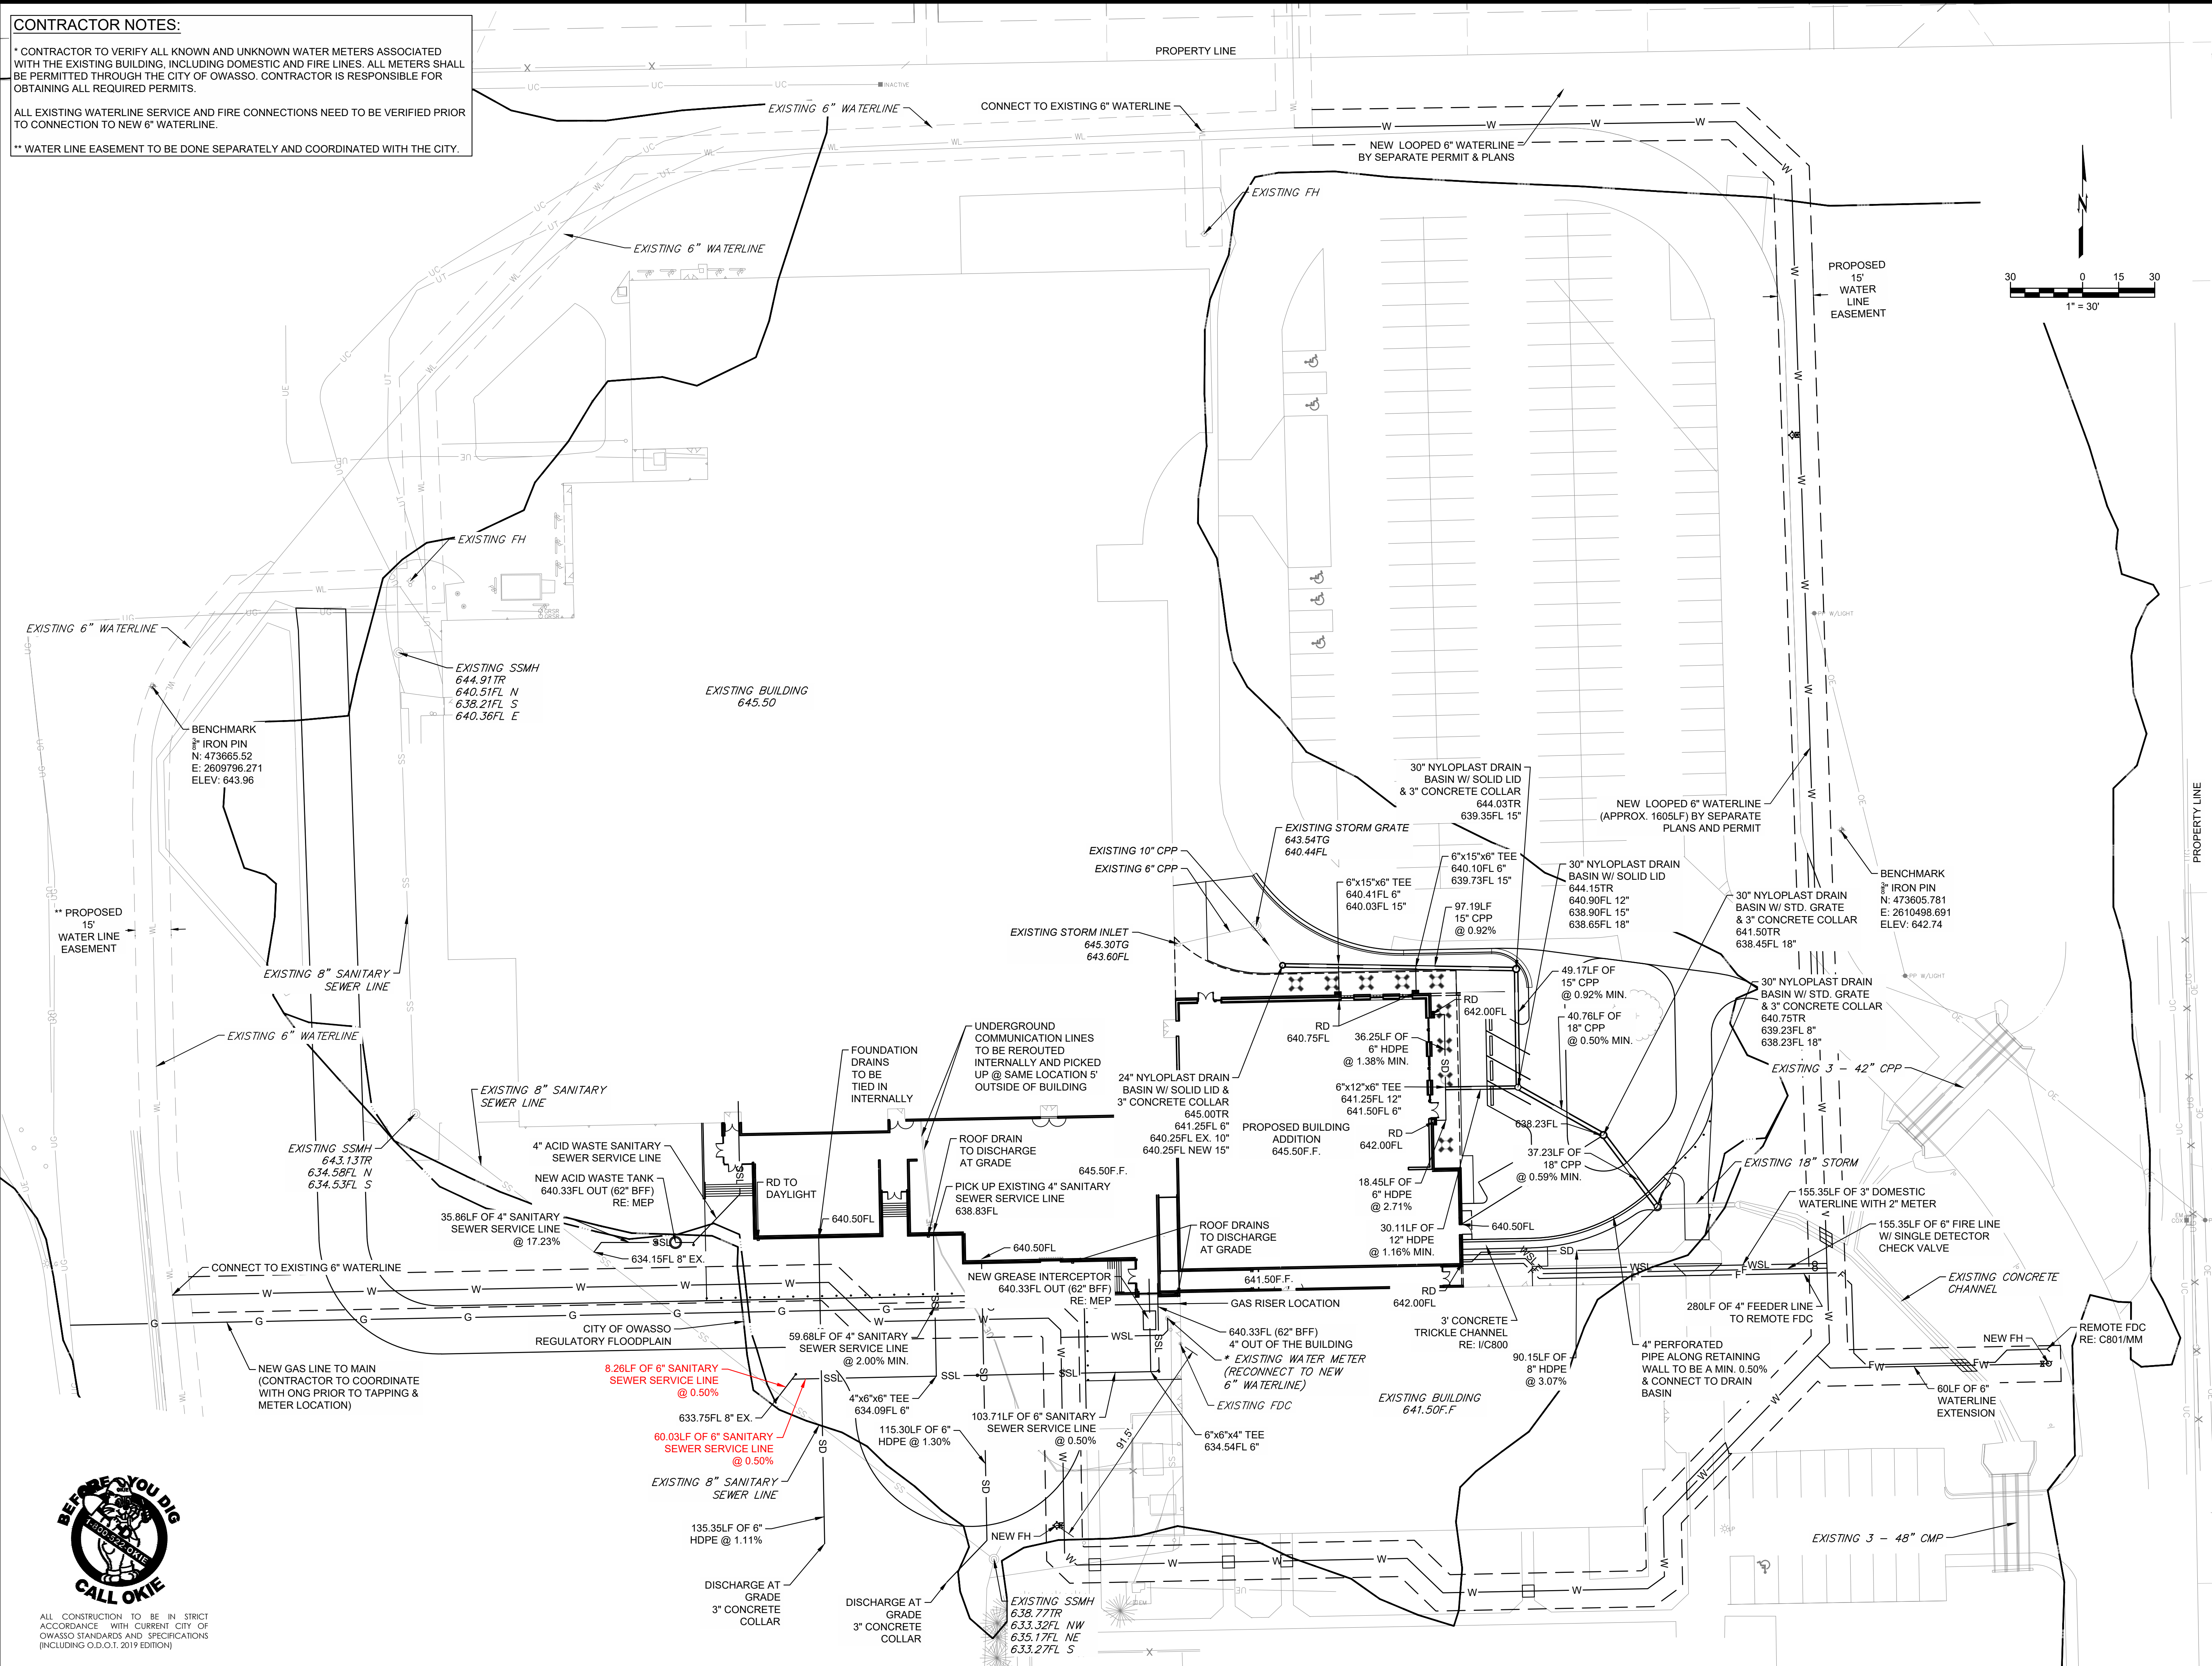 CONTRACTOR NOTES:
* CONTRACTOR TO VERIFY ALL KNOWN AND UNKNOWN WATER METERS ASSOCIATED
WITH THE EXISTING BUILDING, INCLUDING DOMESTIC AND FIRE LINES. ALL METERS SHALL
BE PERMITTED THROUGH THE CITY OF OWASSO. CONTRACTOR IS RESPONSIBLE FOR
OBTAINING ALL REQUIRED PERMITS.
ALL EXISTING WATERLINE SERVICE AND FIRE CONNECTIONS NEED TO BE VERIFIED PRIOR
TO CONNECTION TO NEW 6" WATERLINE.
** WATER LINE EASEMENT TO BE DONE SEPARATELY AND COORDINATED WITH THE CITY.
PROPERTY LINE
INACTIVE
EXISTING 6" WATERLINE
CONNECT TO EXISTING 6" WATERLINE
NEW LOOPED 6" WATERLINE
BY SEPARATE PERMIT & PLANS
EXISTING FH
EXISTING 6" WATERLINE
PROPOSED
15'
WATER
LINE
EASEMENT
N
30 0 15 30
1" = 30'
EXISTING FH
EXISTING 6" WATERLINE
PP W/LIGHT
EXISTING SSMH
644.91TR
640.51FL N
638.21FL S
640.36FL E
EXISTING BUILDING
645.50
BENCHMARK
3/8" IRON PIN
N: 473665.52
E: 2609796.271
ELEV: 643.96
30" NYLOPLAST DRAIN
BASIN W/ SOLID LID
& 3" CONCRETE COLLAR
644.03TR
639.35FL 15"
NEW LOOPED 6" WATERLINE
(APPROX. 1605LF) BY SEPARATE
PLANS AND PERMIT
PROPERTY LINE
EXISTING STORM GRATE
643.54TG
640.44FL
EXISTING 10" CPP
EXISTING 6" CPP
6"x15"x6" TEE
640.10FL 6"
639.73FL 15"
6"x15"x6" TEE
640.41FL 6"
640.03FL 15"
97.19LF
15" CPP
@ 0.92%
30" NYLOPLAST DRAIN
BASIN W/ SOLID LID
644.15TR
640.90FL 12"
638.90FL 15"
638.65FL 18"
30" NYLOPLAST DRAIN
BASIN W/ STD. GRATE
& 3" CONCRETE COLLAR
641.50TR
638.45FL 18"
BENCHMARK
3/8" IRON PIN
N: 473605.781
E: 2610498.691
ELEV: 642.74
** PROPOSED
15'
WATER LINE
EASEMENT
EXISTING STORM INLET
645.30TG
643.60FL
EXISTING 8" SANITARY
SEWER LINE
49.17LF OF
15" CPP
@ 0.92% MIN.
PP W/LIGHT
30" NYLOPLAST DRAIN
BASIN W/ STD. GRATE
& 3" CONCRETE COLLAR
640.75TR
639.23FL 8"
638.23FL 18"
RD
642.00FL
40.76LF OF
18" CPP
@ 0.50% MIN.
EXISTING 6" WATERLINE
UNDERGROUND
COMMUNICATION LINES
TO BE REROUTED
INTERNALLY AND PICKED
UP @ SAME LOCATION 5'
OUTSIDE OF BUILDING
RD
640.75FL
36.25LF OF
6" HDPE
@ 1.38% MIN.
FOUNDATION
DRAINS
TO BE
TIED IN
INTERNALLY
EXISTING 3 - 42" CPP
EXISTING 8" SANITARY
SEWER LINE
24" NYLOPLAST DRAIN
BASIN W/ SOLID LID &
3" CONCRETE COLLAR
645.00TR
641.25FL 6"
640.25FL EX. 10"
640.25FL NEW 15"
6"x12"x6" TEE
641.25FL 12"
641.50FL 6"
PROPOSED BUILDING
ADDITION
645.50F.F.
RD
642.00FL
638.23FL
EXISTING SSMH
643.13TR
634.58FL N
634.53FL S
4" ACID WASTE SANITARY
SEWER SERVICE LINE
ROOF DRAIN
TO DISCHARGE
AT GRADE
645.50F.F.
37.23LF OF
18" CPP
@ 0.59% MIN.
EXISTING 18" STORM
NEW ACID WASTE TANK
640.33FL OUT (62" BFF)
RE: MEP
RD TO
DAYLIGHT
PICK UP EXISTING 4" SANITARY
SEWER SERVICE LINE
638.83FL
18.45LF OF
6" HDPE
@ 2.71%
155.35LF OF 3" DOMESTIC
WATERLINE WITH 2" METER
35.86LF OF 4" SANITARY
SEWER SERVICE LINE
@ 17.23%
640.50FL
ROOF DRAINS
TO DISCHARGE
AT GRADE
30.11LF OF
12" HDPE
@ 1.16% MIN.
640.50FL
155.35LF OF 6" FIRE LINE
W/ SINGLE DETECTOR
CHECK VALVE
634.15FL 8" EX.
640.50FL
CONNECT TO EXISTING 6" WATERLINE
NEW GREASE INTERCEPTOR
640.33FL OUT (62" BFF)
RE: MEP
641.50F.F.
EXISTING CONCRETE
CHANNEL
RD
642.00FL
GAS RISER LOCATION
280LF OF 4" FEEDER LINE
TO REMOTE FDC
3' CONCRETE
TRICKLE CHANNEL
RE: I/C800
CITY OF OWASSO
REGULATORY FLOODPLAIN
59.68LF OF 4" SANITARY
SEWER SERVICE LINE
@ 2.00% MIN.
640.33FL (62" BFF)
4" OUT OF THE BUILDING
* EXISTING WATER METER
(RECONNECT TO NEW
6" WATERLINE)
NEW FH
REMOTE FDC
RE: C801/MM
4" PERFORATED
PIPE ALONG RETAINING
WALL TO BE A MIN. 0.50%
& CONNECT TO DRAIN
BASIN
90.15LF OF
8" HDPE
@ 3.07%
NEW GAS LINE TO MAIN
(CONTRACTOR TO COORDINATE
WITH ONG PRIOR TO TAPPING &
METER LOCATION)
8.26LF OF 6" SANITARY
SEWER SERVICE LINE
@ 0.50%
60LF OF 6"
WATERLINE
EXTENSION
EXISTING BUILDING
641.50F.F
4"x6"x6" TEE
634.09FL 6"
EXISTING FDC
633.75FL 8" EX.
103.71LF OF 6" SANITARY
SEWER SERVICE LINE
@ 0.50%
60.03LF OF 6" SANITARY
SEWER SERVICE LINE
@ 0.50%
115.30LF OF 6"
HDPE @ 1.30%
91.5'
6"x6"x4" TEE
634.54FL 6"
EXISTING 8" SANITARY
SEWER LINE
135.35LF OF 6"
HDPE @ 1.11%
NEW FH
EXISTING 3 - 48" CMP
DISCHARGE AT
GRADE
3" CONCRETE
COLLAR
DISCHARGE AT
GRADE
3" CONCRETE
COLLAR
EXISTING SSMH
638.77TR
633.32FL NW
635.17FL NE
633.27FL S
BEFORE YOU DIG
1-800-522-OKIE
CALL OKIE
ALL CONSTRUCTION TO BE IN STRICT
ACCORDANCE WITH CURRENT CITY OF
OWASSO STANDARDS AND SPECIFICATIONS
(INCLUDING O.D.O.T. 2019 EDITION)